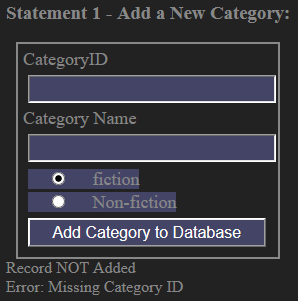 Statement 1 - Add a New Category:
CategoryID
Category Name
fiction
Non-fiction
Add Category to Database
Record NOT Added
Error: Missing Category ID